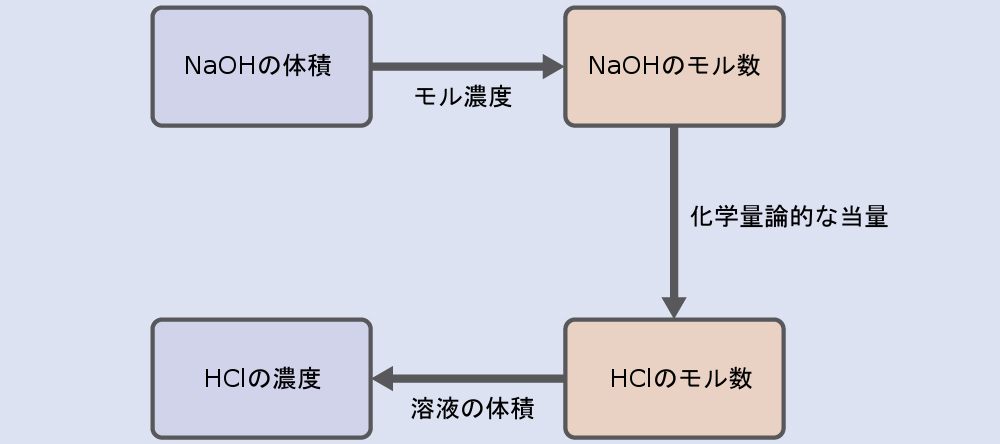 NaOHの体積
モル濃度
NaOHのモル数
化学量論的な当量
HClのモル数
溶液の体積
HClの濃度